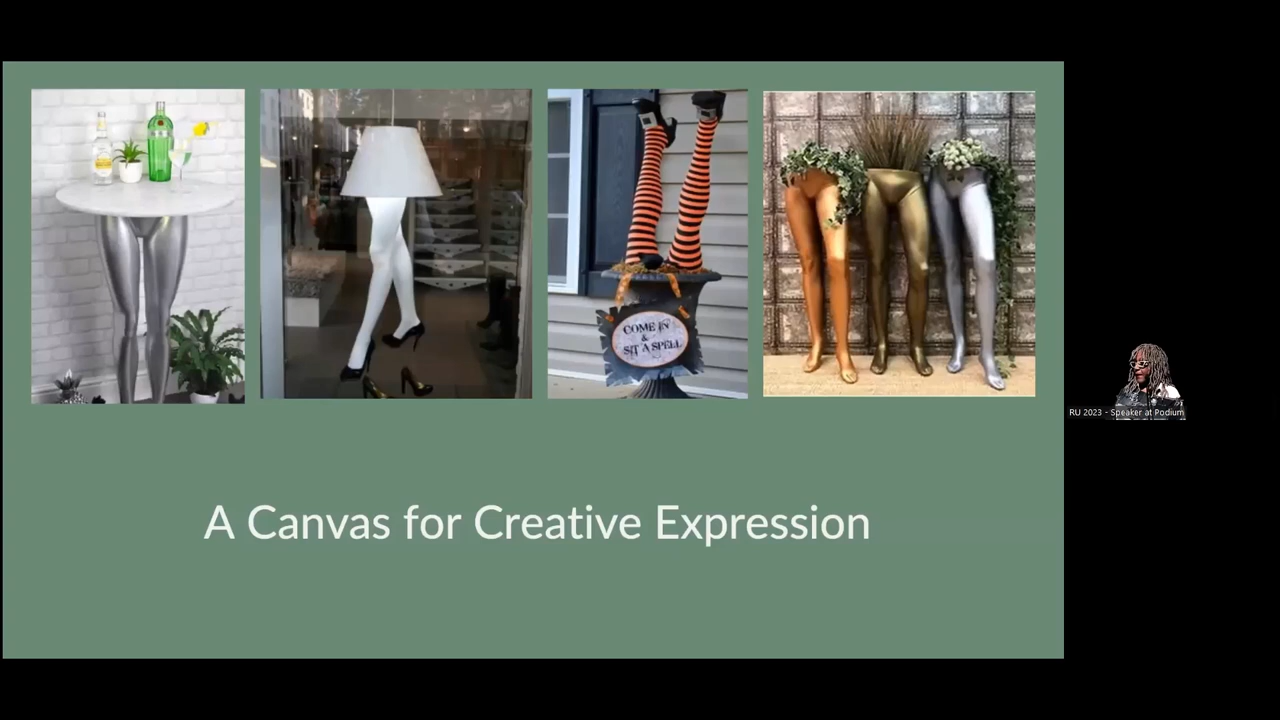 COME IN
&
SIT A SPELL
A Canvas for Creative Expression
RU 2023 - Speaker at Podium